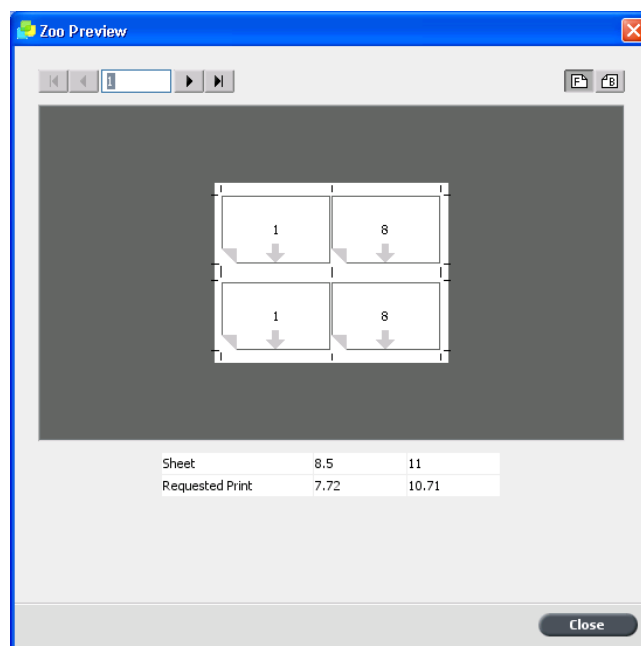 Zoo Preview
1
F B
1 8
1 8
Sheet 8.5 11
Requested Print 7.72 10.71
Close